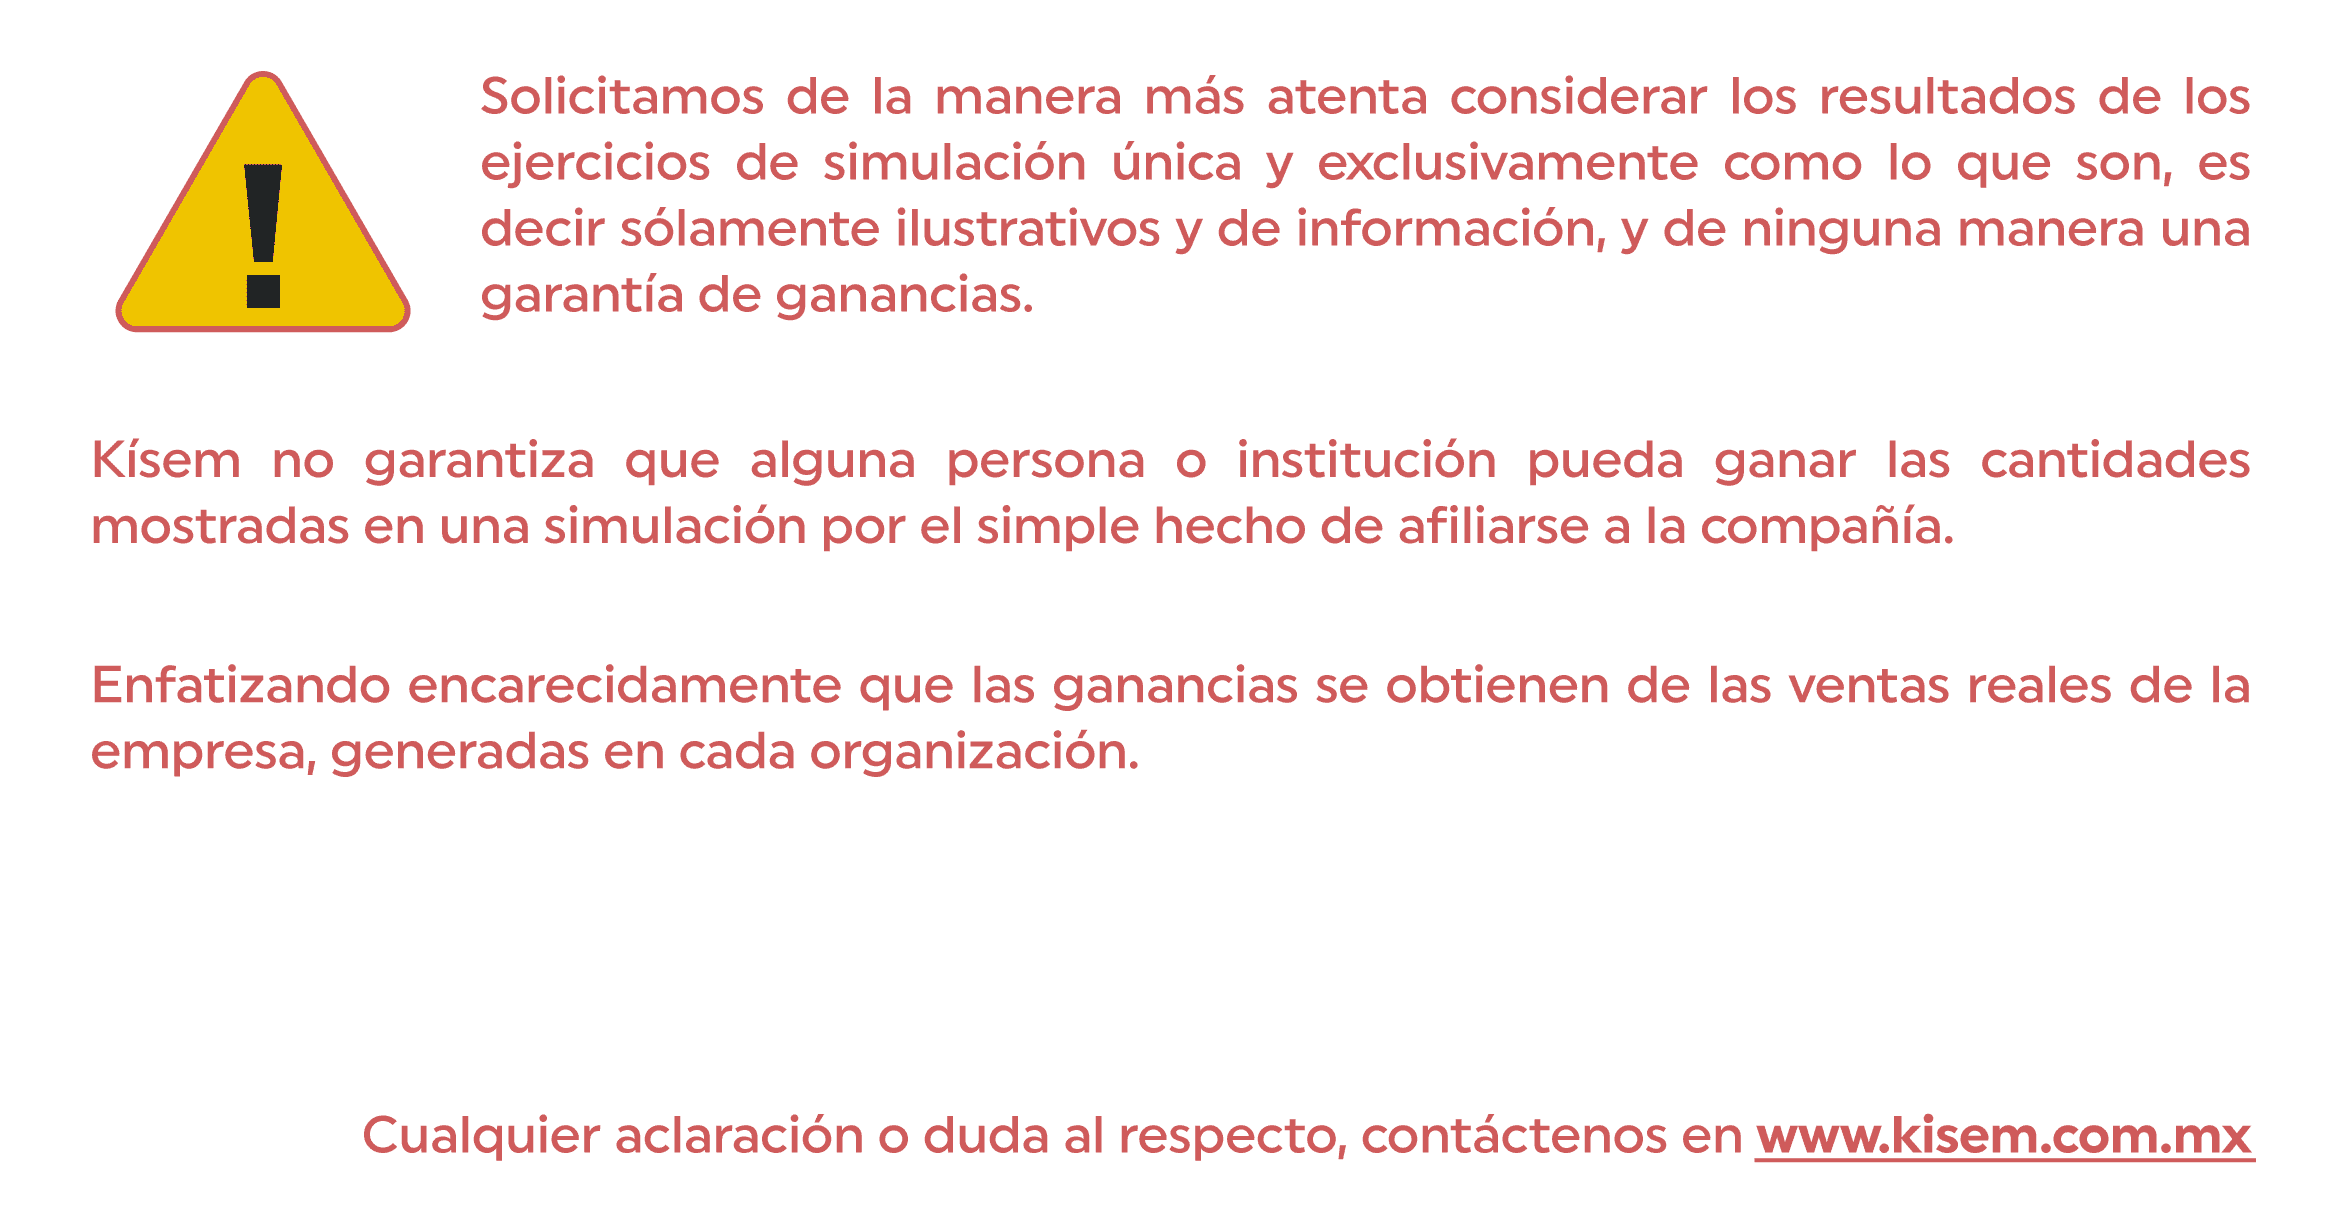 Solicitamos de la manera más atenta considerar los resultados de los
ejercicios de simulación única y exclusivamente como lo que son, es
decir sólamente ilustrativos y de información, y de ninguna manera una
garantía de ganancias.
Kísem no garantiza que alguna persona o institución pueda ganar las cantidades
mostradas en una simulación por el simple hecho de afiliarse a la compañía.
Enfatizando encarecidamente que las ganancias se obtienen de las ventas reales de la
empresa, generadas en cada organización.
Cualquier aclaración o duda al respecto, contáctenos en www.kisem.com.mx